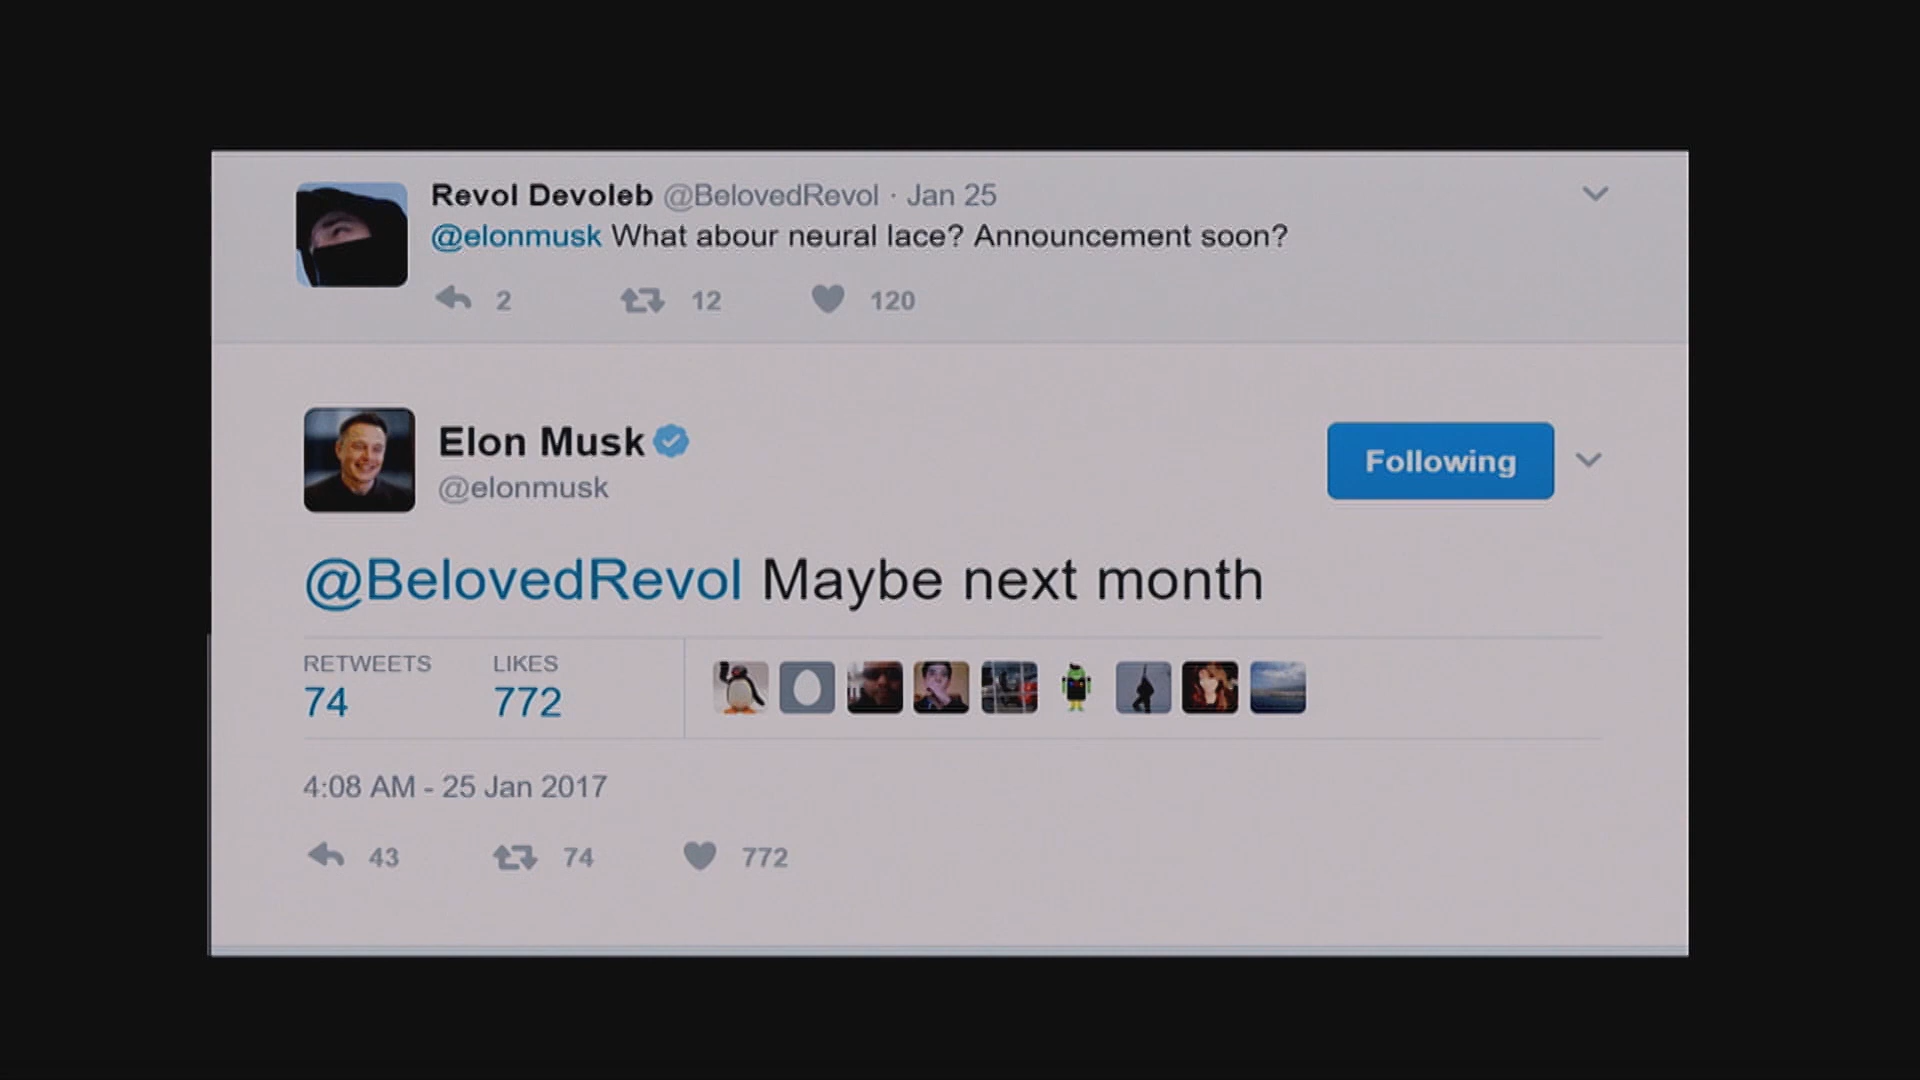 Revol Devoleb @BelovedRevol · Jan 25
@elonmusk What abour neural lace? Announcement soon?
2 12 120
Elon Musk
@elonmusk
Following
@BelovedRevol Maybe next month
RETWEETS LIKES
74 772
4:08 AM - 25 Jan 2017
43 74 772